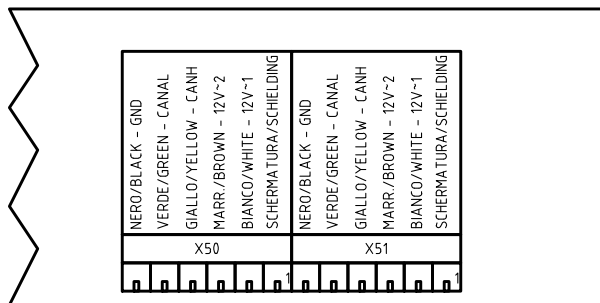 NERO/BLACK - GND
VERDE/GREEN - CANAL
GIALLO/YELLOW - CANH
MARR./BROWN - 12V~2
BIANCO/WHITE - 12V~1
SCHERMATURA/SCHIELDING
NERO/BLACK - GND
VERDE/GREEN - CANAL
GIALLO/YELLOW - CANH
MARR./BROWN - 12V~2
BIANCO/WHITE - 12V~1
SCHERMATURA/SCHIELDING
X50 X51
1 1